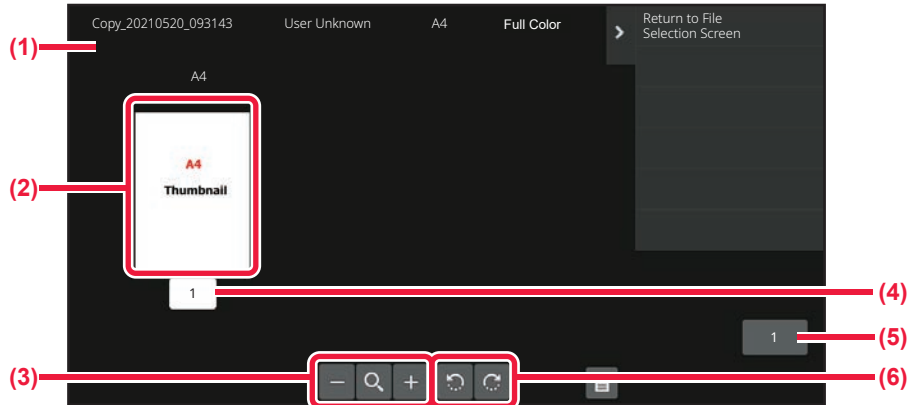 Copy_20210520_093143 User Unknown A4 Full Color
Return to File
Selection Screen
(1)
A4
A4
Thumbnail
(2)
1
(4)
1
(5)
(3)
(6)